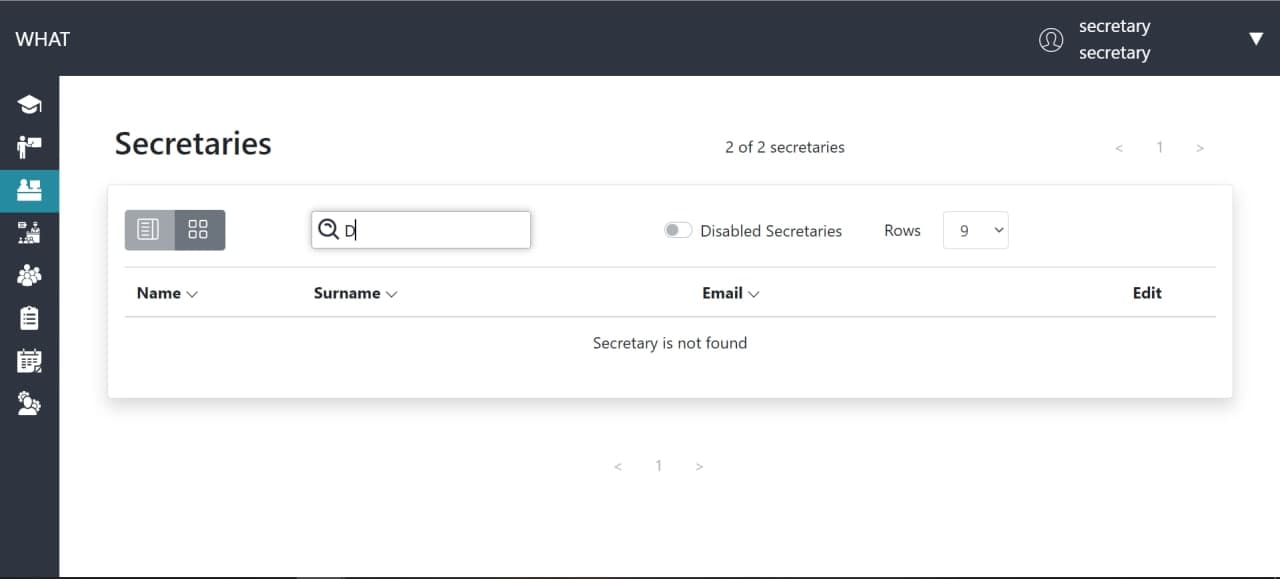 WHAT
secretary
secretary
Secretaries
2 of 2 secretaries
< 1 >
D
Disabled Secretaries
Rows
9
Name Surname Email Edit
Secretary is not found
< 1 >